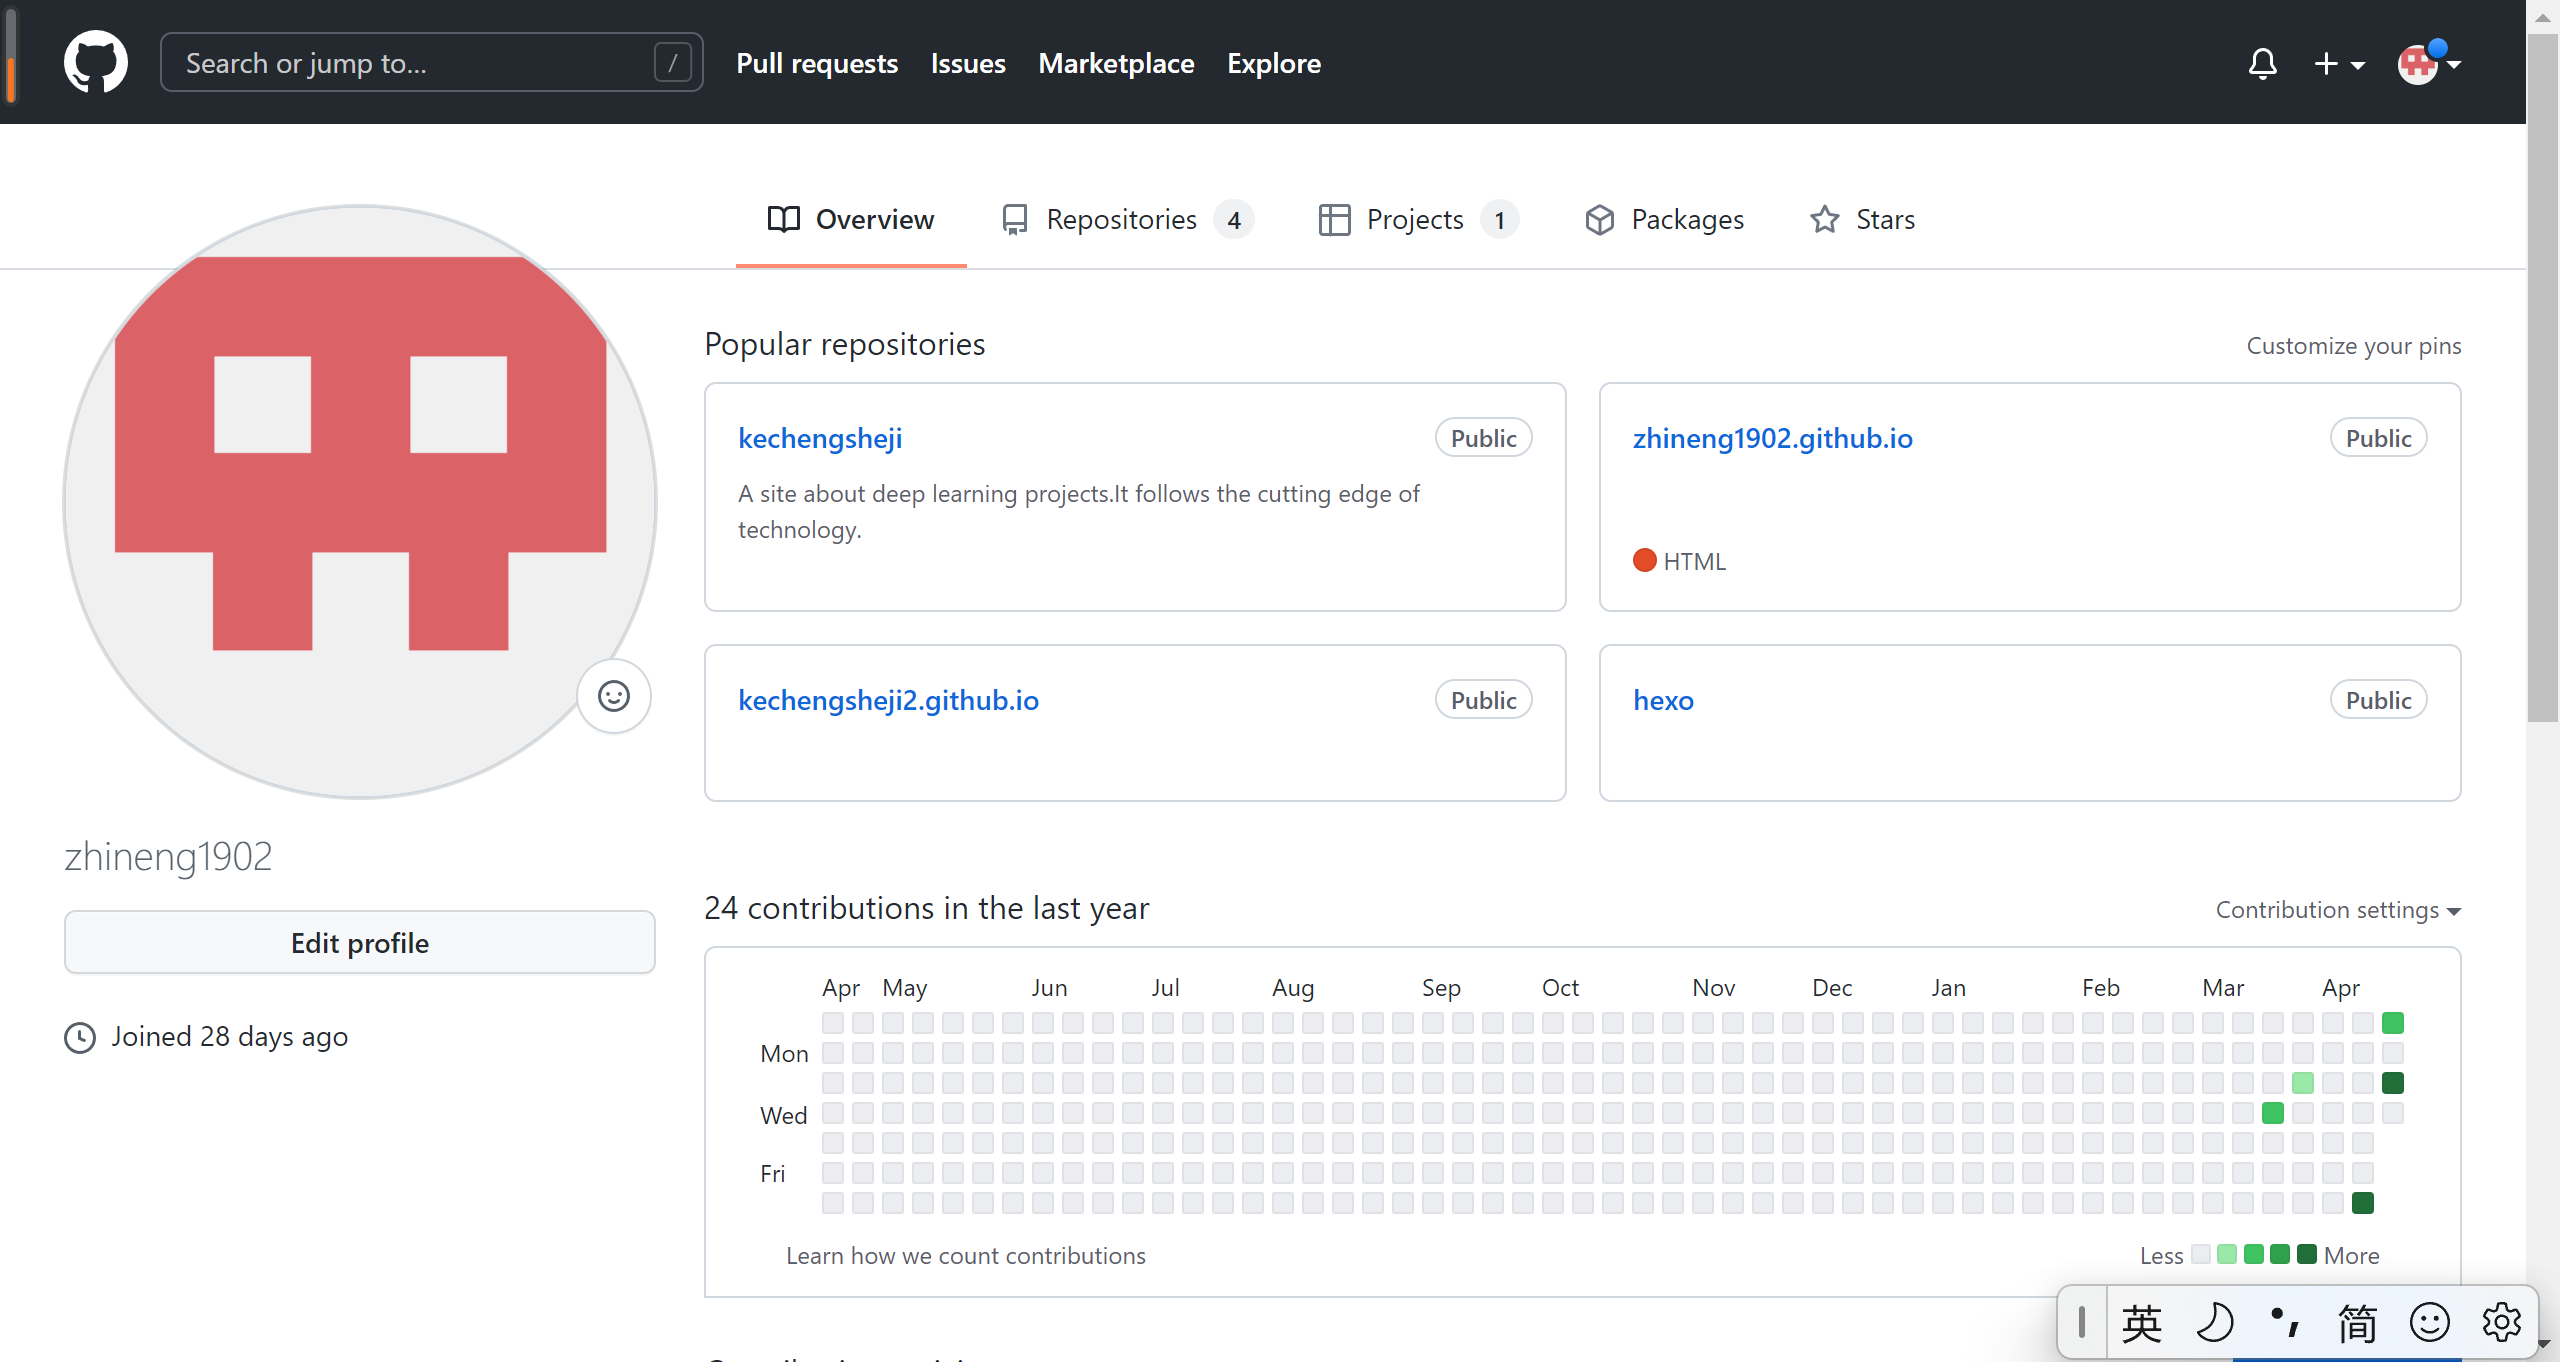 Search or jump to... /
Pull requests Issues Marketplace Explore
Overview Repositories 4 Projects 1 Packages Stars
Popular repositories Customize your pins
kechengsheji Public
A site about deep learning projects.It follows the cutting edge of
technology.
zhineng1902.github.io Public
HTML
kechengsheji2.github.io Public
hexo Public
zhineng1902
Edit profile
Joined 28 days ago
24 contributions in the last year Contribution settings
Apr May Jun Jul Aug Sep Oct Nov Dec Jan Feb Mar Apr
Mon
Wed
Fri
Learn how we count contributions Less More
英 简